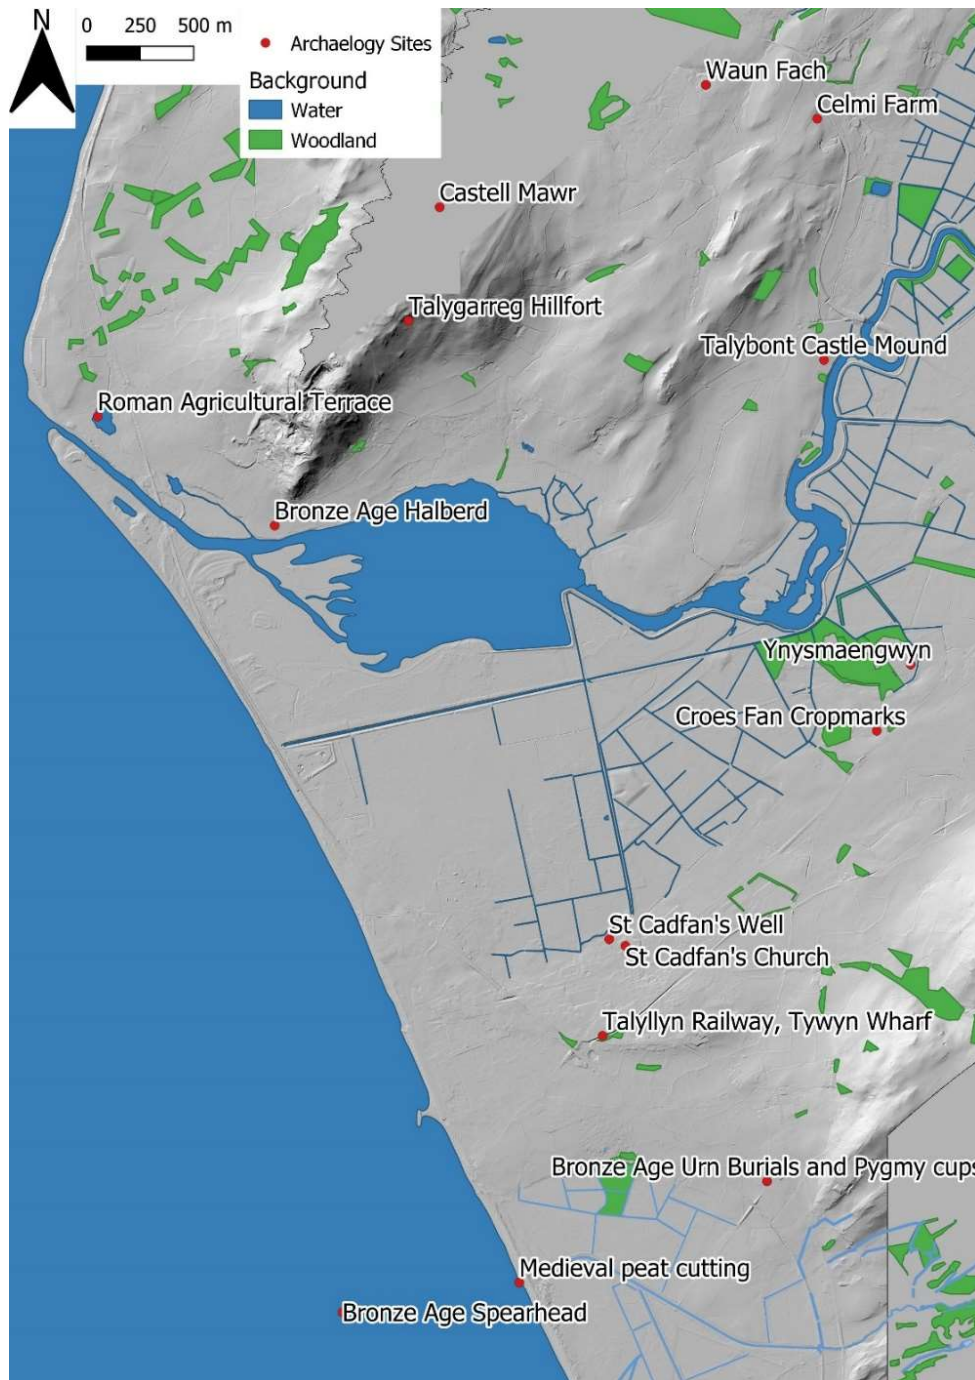 N
0 250 500 m
Archaelogy Sites
Background
Water
Woodland
Waun Fach
Celmi Farm
Castell Mawr
Talygarreg Hillfort
Talybont Castle Mound
Roman Agricultural Terrace
Bronze Age Halberd
Ynysmaengwyn
Croes Fan Cropmarks
St Cadfan's Well
St Cadfan's Church
Talyllyn Railway, Tywyn Wharf
Bronze Age Urn Burials and Pygmy cups
Medieval peat cutting
Bronze Age Spearhead